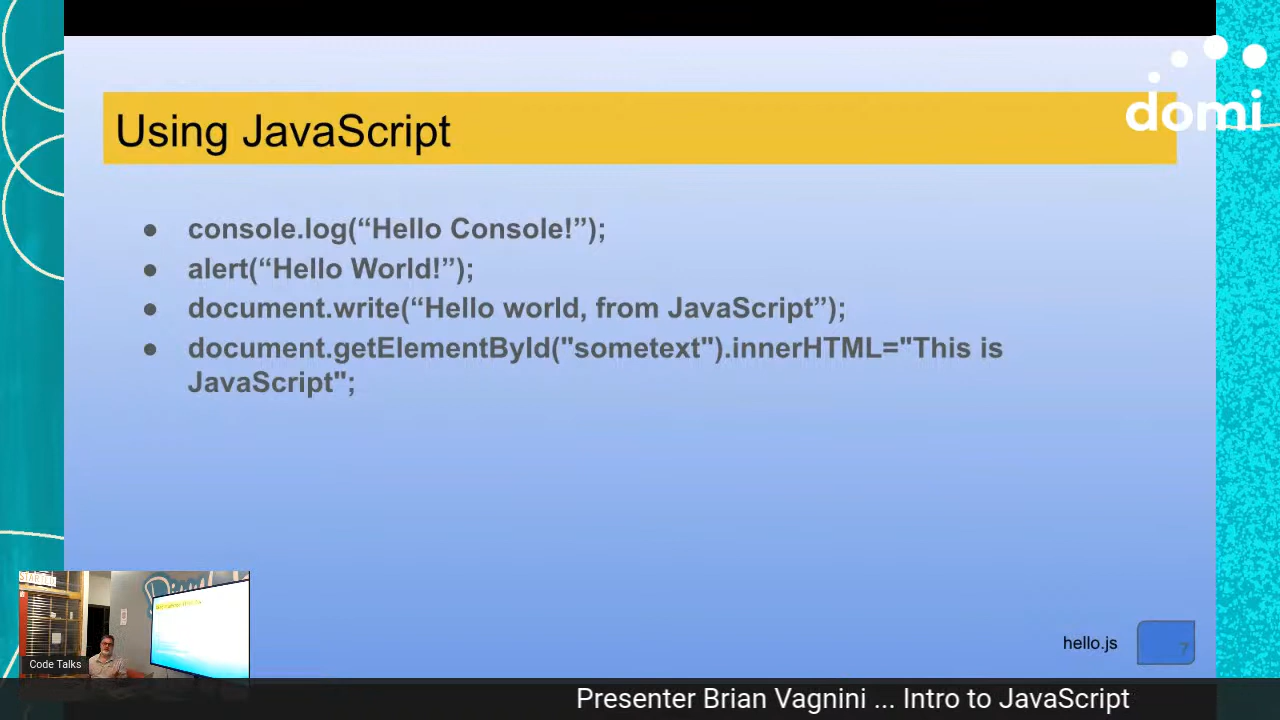 domi
Using JavaScript
● console.log(“Hello Console!”);
● alert(“Hello World!”);
● document.write(“Hello world, from JavaScript”);
● document.getElementById("sometext").innerHTML="This is
JavaScript";
Code Talks
hello.js
7
Presenter Brian Vagnini ... Intro to JavaScript